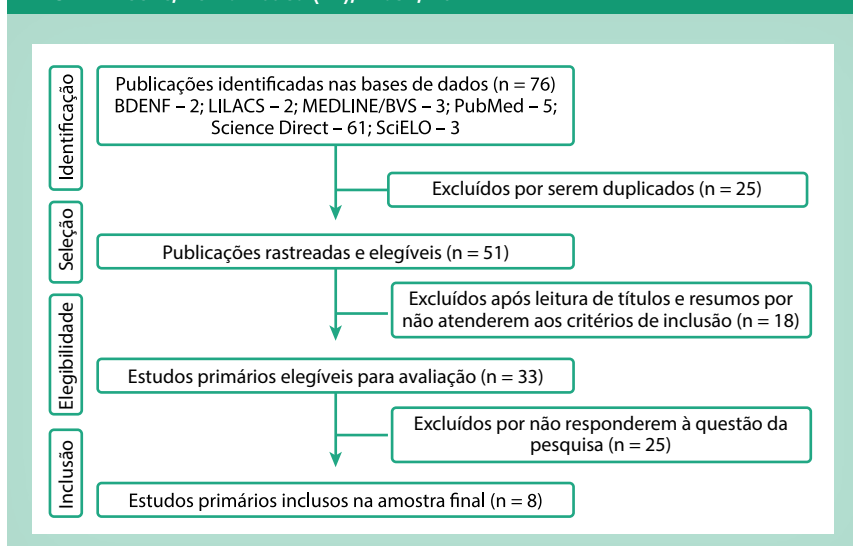 Identificação
Publicações identificadas nas bases de dados (n = 76)
BDENF – 2; LILACS – 2; MEDLINE/BVS – 3; PubMed – 5;
Science Direct – 61; SciELO – 3
Excluídos por serem duplicados (n = 25)
Seleção
Publicações rastreadas e elegíveis (n = 51)
Excluídos após leitura de títulos e resumos por
não atenderem aos critérios de inclusão (n = 18)
Elegibilidade
Estudos primários elegíveis para avaliação (n = 33)
Excluídos por não responderem à questão da
pesquisa (n = 25)
Inclusão
Estudos primários inclusos na amostra final (n = 8)